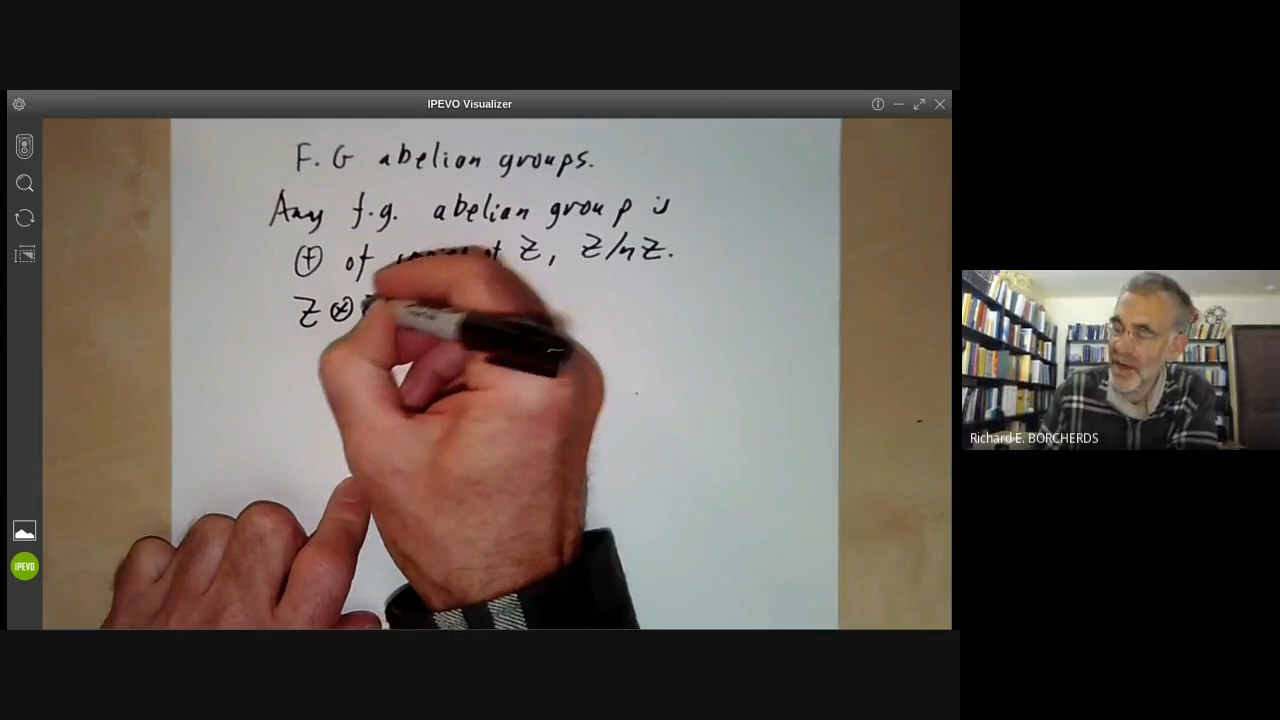 IPEVO Visualizer
F. G abelian groups.
Any f.g. abelian group is
⊕ of Z, Z/nZ.
Z ⊗
IPEVO
Richard E. BORCHERDS